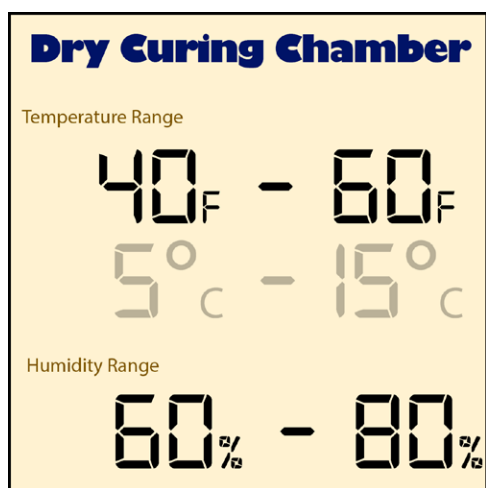 Dry Curing Chamber
Temperature Range
40F - 60F
5°C - 15°C
Humidity Range
60% - 80%